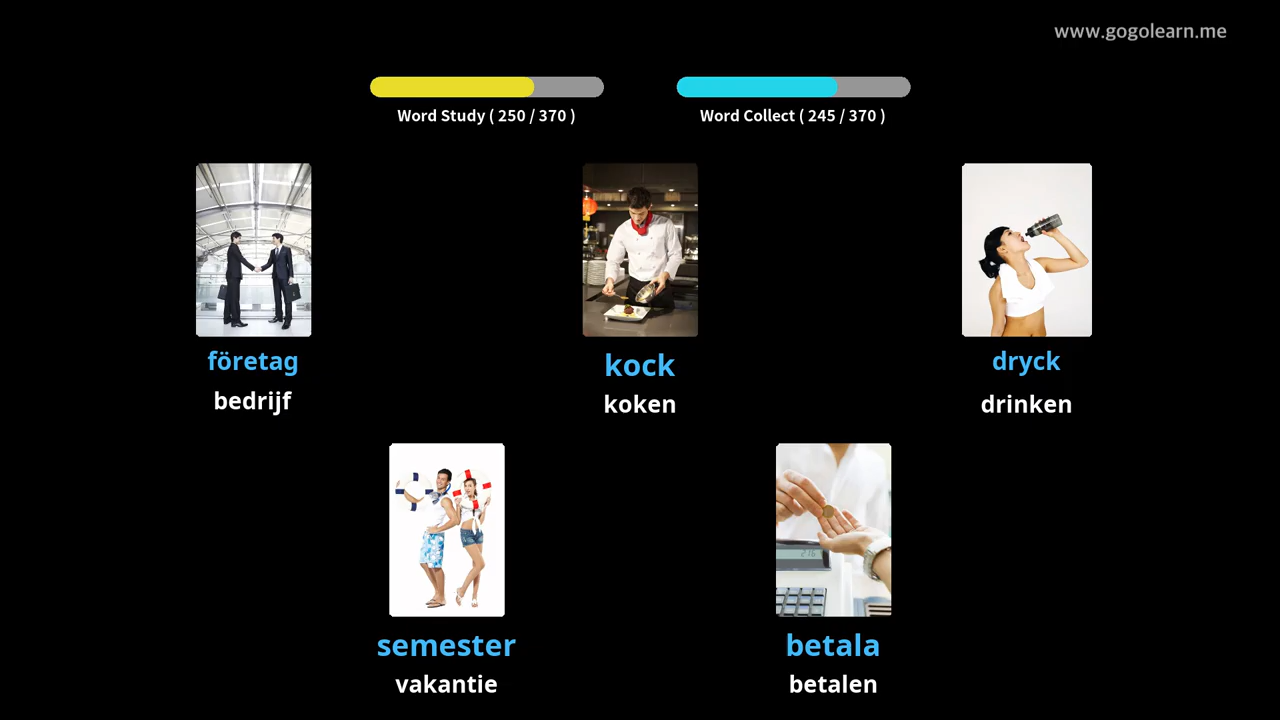 www.gogolearn.me
Word Study ( 250 / 370 )
Word Collect ( 245 / 370 )
företag
kock
dryck
bedrijf
koken
drinken
semester
betala
vakantie
betalen